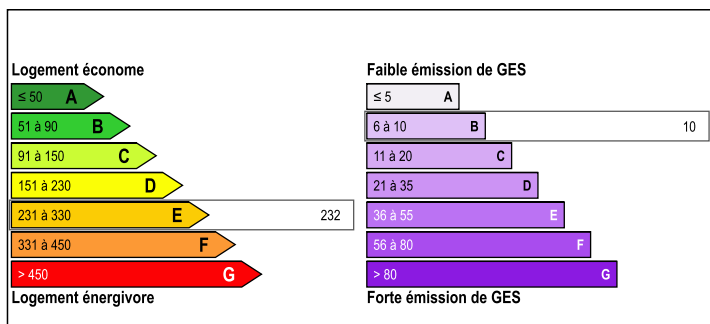 Logement économe
≤ 50 A
51 à 90 B
91 à 150 C
151 à 230 D
231 à 330 E 232
331 à 450 F
> 450 G
Logement énergivore
Faible émission de GES
≤ 5 A
6 à 10 B 10
11 à 20 C
21 à 35 D
36 à 55 E
56 à 80 F
> 80 G
Forte émission de GES